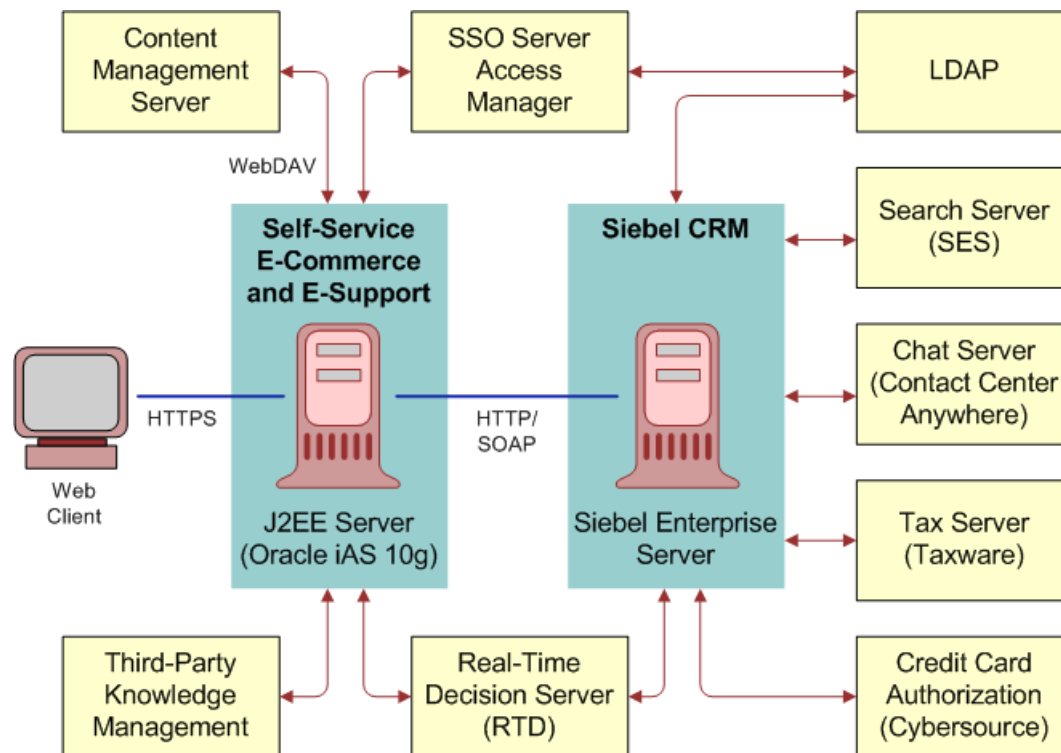 Content
Management
Server
SSO Server
Access
Manager
LDAP
WebDAV
Self-Service
E-Commerce
and E-Support
Siebel CRM
Search Server
(SES)
Chat Server
(Contact Center
Anywhere)
HTTPS
HTTP/
SOAP
Web
Client
J2EE Server
(Oracle iAS 10g)
Siebel Enterprise
Server
Tax Server
(Taxware)
Third-Party
Knowledge
Management
Real-Time
Decision Server
(RTD)
Credit Card
Authorization
(Cybersource)